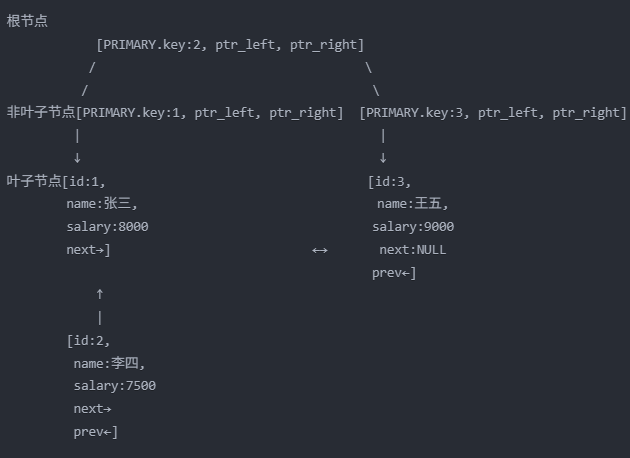 根节点
[PRIMARY.key:2, ptr_left, ptr_right]
/ \
/ \
非叶子节点[PRIMARY.key:1, ptr_left, ptr_right] [PRIMARY.key:3, ptr_left, ptr_right]
| |
↓ ↓
叶子节点[id:1, [id:3,
name:张三, name:王五,
salary:8000 salary:9000
next→] ↔ next:NULL
prev←]
↑
|
[id:2,
name:李四,
salary:7500
next→
prev←]